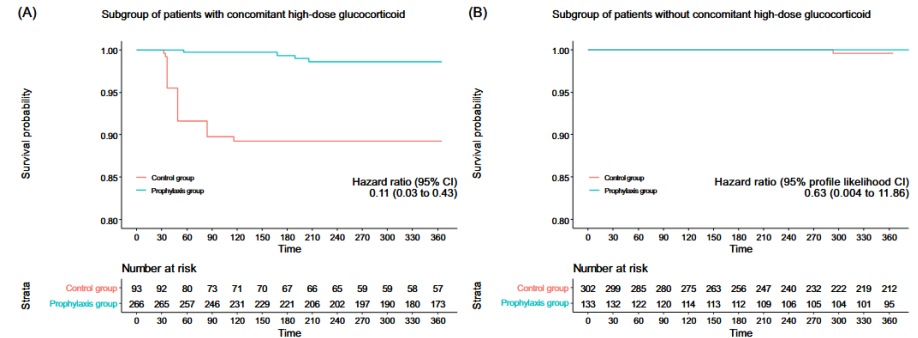 (A)
Subgroup of patients with concomitant high-dose glucocorticoid
Survival probability
1.00
0.95
0.90
0.85
0.80
Control group
Prophylaxis group
Hazard ratio (95% CI)
0.11 (0.03 to 0.43)
0 30 60 90 120 150 180 210 240 270 300 330 360
Time
Number at risk
Strata
Control group 93 92 80 73 71 70 67 66 65 59 59 58 57
Prophylaxis group 266 265 257 246 231 229 221 206 202 197 190 180 173
0 30 60 90 120 150 180 210 240 270 300 330 360
Time
(B)
Subgroup of patients without concomitant high-dose glucocorticoid
Survival probability
1.00
0.95
0.90
0.85
0.80
Control group
Prophylaxis group
Hazard ratio (95% profile likelihood CI)
0.63 (0.004 to 11.86)
0 30 60 90 120 150 180 210 240 270 300 330 360
Time
Number at risk
Strata
Control group 302 299 285 280 275 263 256 247 240 232 222 219 212
Prophylaxis group 133 132 122 120 114 113 112 109 106 105 104 101 95
0 30 60 90 120 150 180 210 240 270 300 330 360
Time